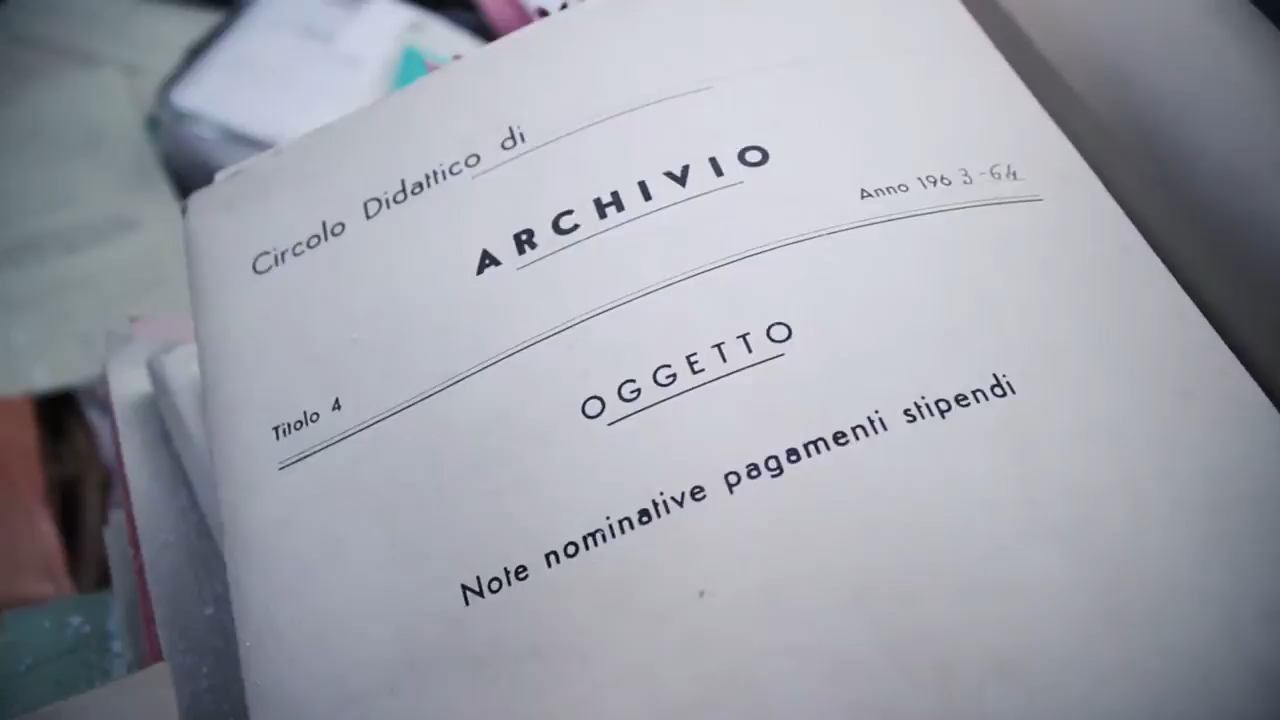 Circolo Didattico di
ARCHIVIO
Anno 1963-64
Titolo 4
OGGETTO
Note nominative pagamenti stipendi